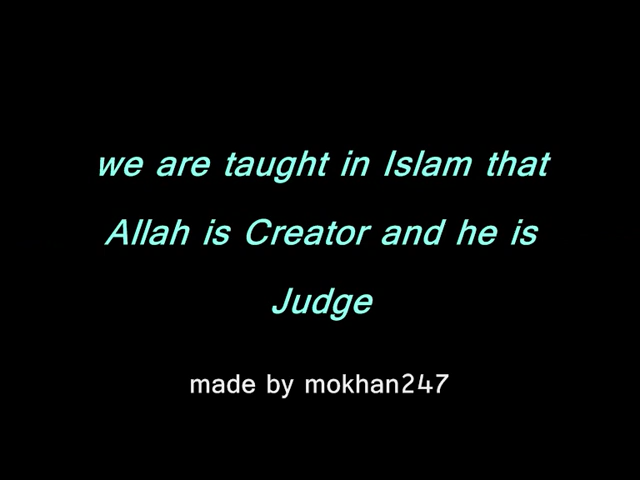 we are taught in Islam that
Allah is Creator and he is
Judge
made by mokhan247